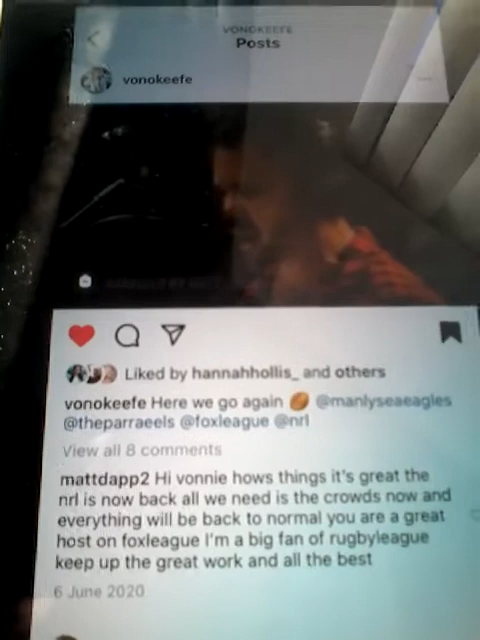 VONOKEEFE
Posts
vonokeefe
Liked by hannahhollis_ and others
vonokeefe Here we go again 🏉 @manlyseaeagles
@theparraeels @foxleague @nrl
View all 8 comments
mattdapp2 Hi vonnie hows things it's great the
nrl is now back all we need is the crowds now and
everything will be back to normal you are a great
host on foxleague I'm a big fan of rugbyleague
keep up the great work and all the best
6 June 2020